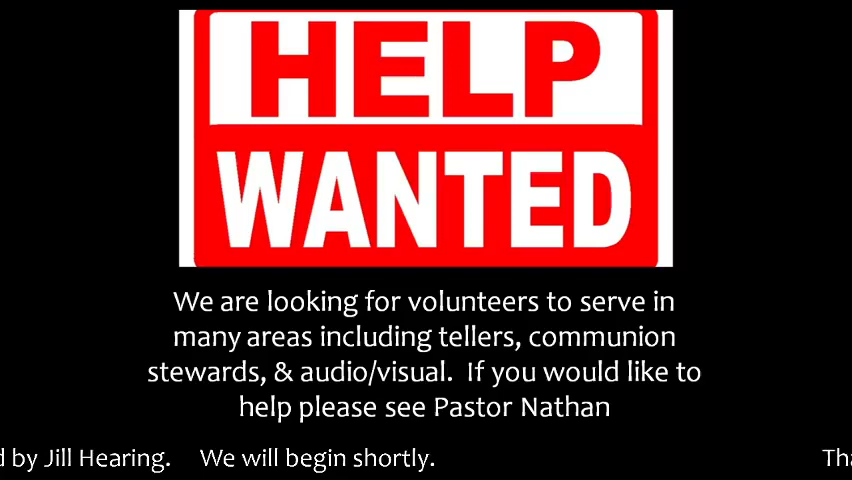 HELP
WANTED
We are looking for volunteers to serve in
many areas including tellers, communion
stewards, & audio/visual.  If you would like to
help please see Pastor Nathan
by Jill Hearing.    We will begin shortly.